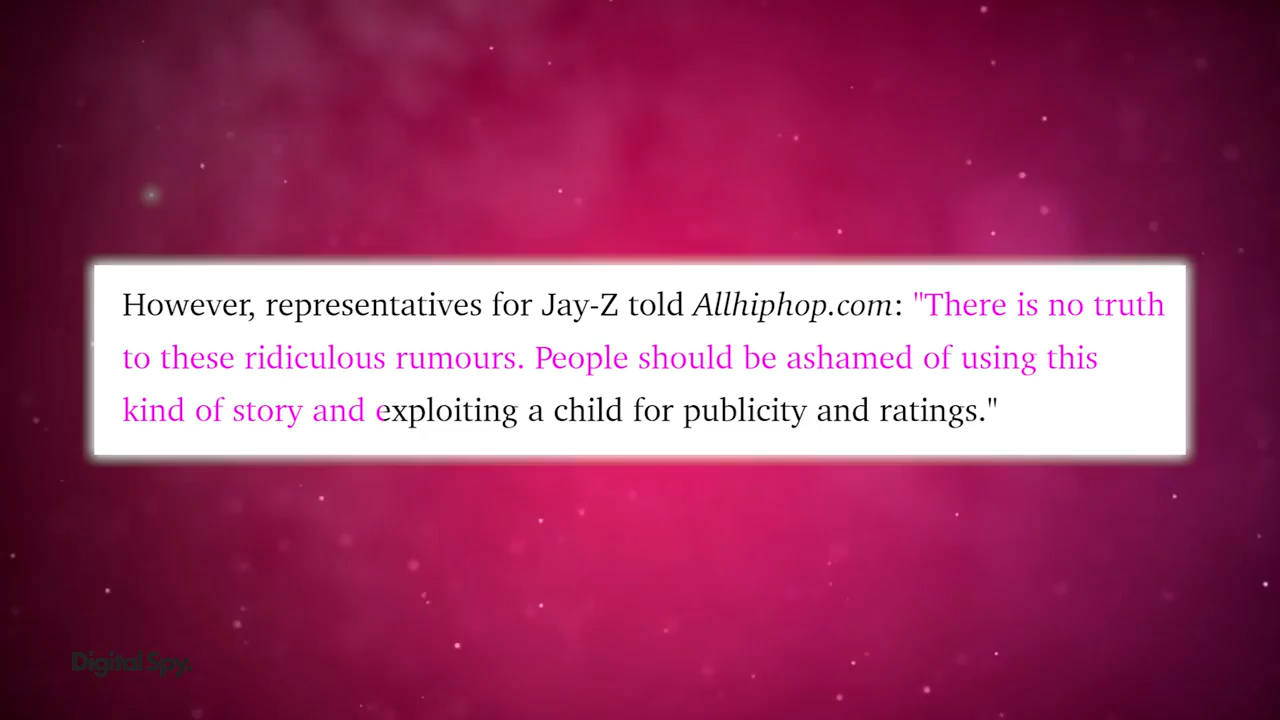 However, representatives for Jay-Z told Allhiphop.com: "There is no truth
to these ridiculous rumours. People should be ashamed of using this
kind of story and exploiting a child for publicity and ratings."
Digital Spy.